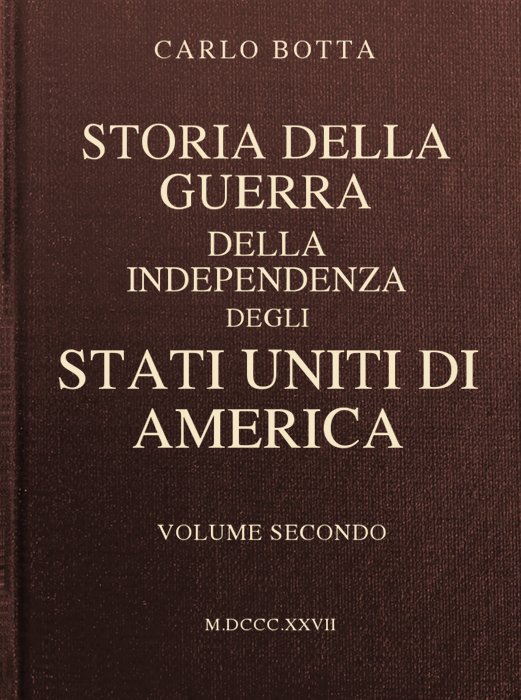 CARLO BOTTA
STORIA DELLA
GUERRA
DELLA
INDEPENDENZA
DEGLI
STATI UNITI DI
AMERICA
VOLUME SECONDO
M.DCCC.XXVII